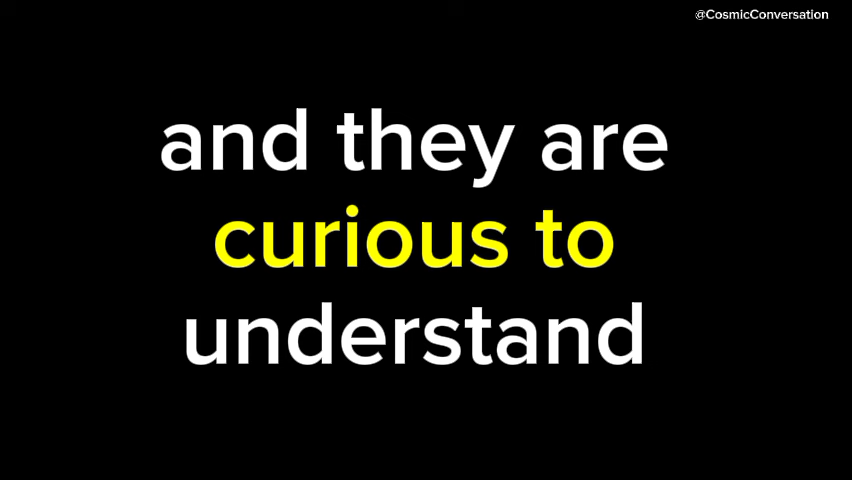 @CosmicConversation
and they are
curious to
understand